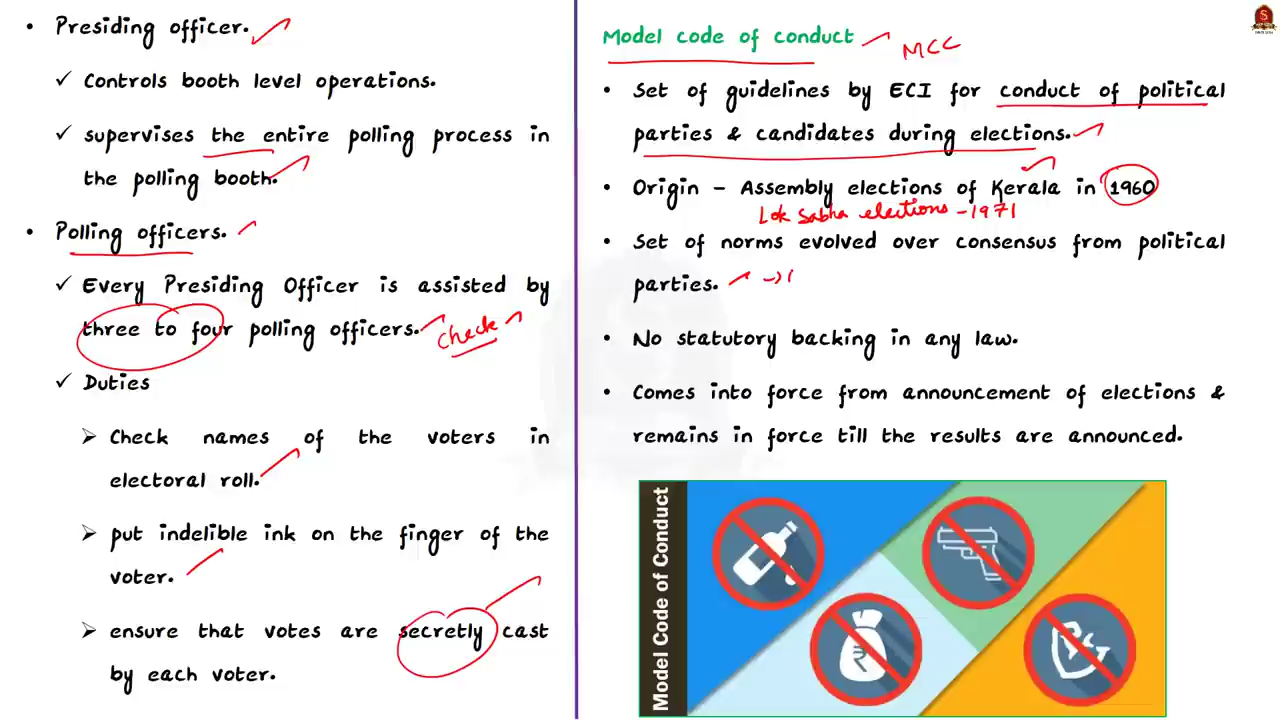 • Presiding officer.
✓ Controls booth level operations.
✓ supervises the entire polling process in
the polling booth.
• Polling officers.
✓ Every Presiding Officer is assisted by
three to four polling officers.
check
✓ Duties
➢ Check names of the voters in
electoral roll.
➢ put indelible ink on the finger of the
voter.
➢ ensure that votes are secretly cast
by each voter.
Model code of conduct
MCC
• Set of guidelines by ECI for conduct of political
parties & candidates during elections.
• Origin – Assembly elections of Kerala in 1960
Lok Sabha elections - 1971
• Set of norms evolved over consensus from political
parties.
• No statutory backing in any law.
• Comes into force from announcement of elections &
remains in force till the results are announced.
Model Code of Conduct
₹